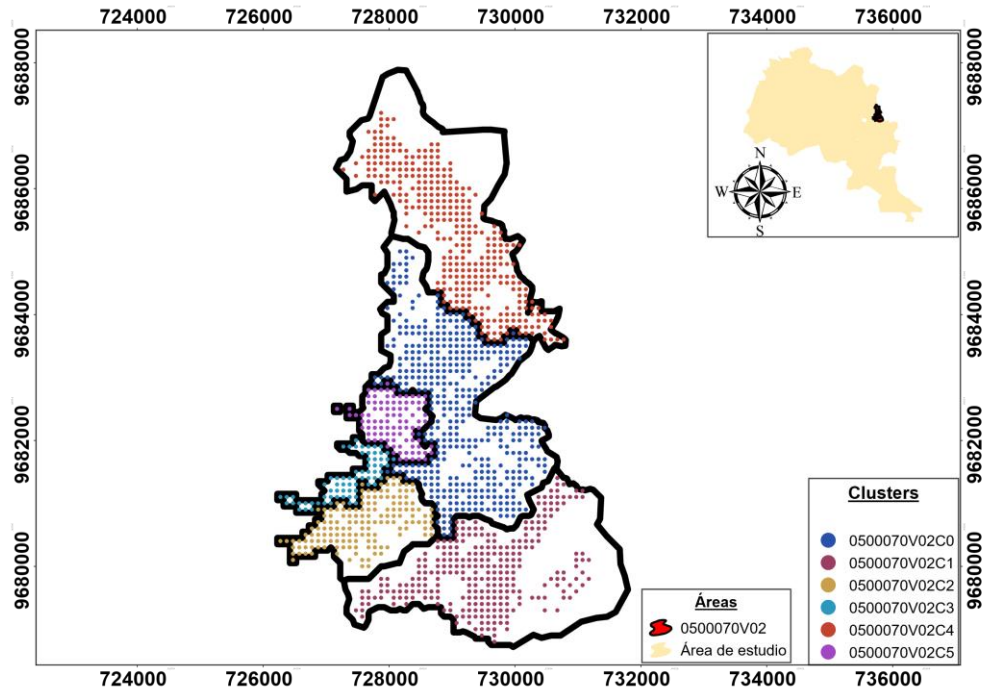 724000 726000 728000 730000 732000 734000 736000
9688000 9688000
N
W E
S
9686000 9686000
9684000 9684000
9682000 9682000
Clusters
0500070V02C0
0500070V02C1
0500070V02C2
0500070V02C3
0500070V02C4
0500070V02C5
9680000 9680000
Áreas
0500070V02
Área de estudio
724000 726000 728000 730000 732000 734000 736000